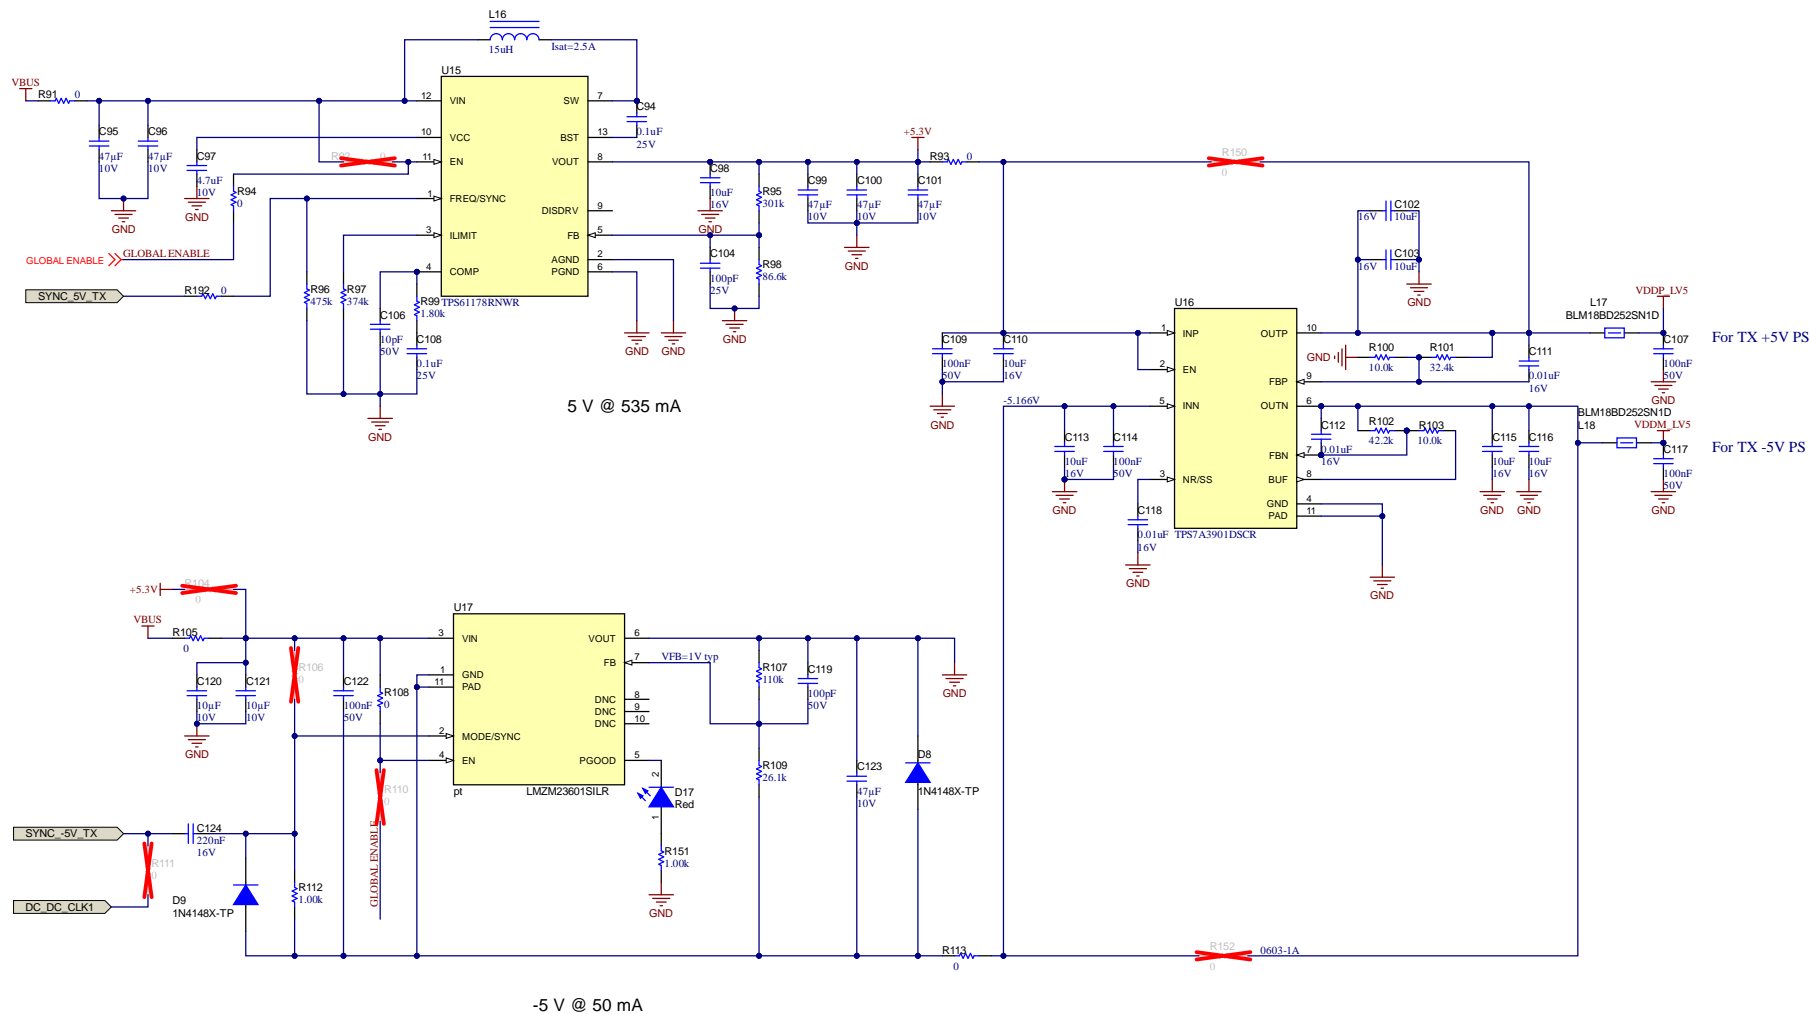 L16
15uH
Isat=2.5A
U15
VBUS
R91
0
12
VIN
SW
7
C94
0.1uF
25V
C95
47µF
10V
C96
47µF
10V
C97
4.7uF
10V
10
VCC
BST
13
R92
0
11
EN
VOUT
8
R94
0
1
FREQ/SYNC
DISDRV
9
3
ILIMIT
FB
5
AGND
2
4
COMP
PGND
6
TPS61178RNWR
GND
GND
GLOBAL ENABLE
GLOBAL ENABLE
SYNC_5V_TX
R192
0
R96
475k
R97
374k
R99
1.80k
C106
10pF
50V
C108
0.1uF
25V
GND
GND
GND
C98
10uF
16V
GND
R95
301k
C99
47µF
10V
C100
47µF
10V
C101
47µF
10V
GND
+5.3V
R93
0
C104
100pF
25V
R98
86.6k
GND
5 V @ 535 mA
R150
0
16V
C102
10uF
16V
C103
10uF
GND
U16
1
INP
OUTP
10
2
EN
FBP
9
5
INN
OUTN
6
FBN
7
3
NR/SS
BUF
8
GND
4
PAD
11
TPS7A3901DSCR
C109
100nF
50V
C110
10uF
16V
GND
-5.166V
C113
10uF
16V
C114
100nF
50V
GND
C118
0.01uF
16V
GND
GND
R100
10.0k
R101
32.4k
C111
0.01uF
16V
L17
BLM18BD252SN1D
VDDP_LV5
C107
100nF
50V
GND
For TX +5V PS
C112
0.01uF
16V
R102
42.2k
R103
10.0k
C115
10uF
16V
C116
10uF
16V
GND
GND
BLM18BD252SN1D
L18
VDDM_LV5
C117
100nF
50V
GND
For TX -5V PS
GND
+5.3V
R104
0
VBUS
R105
0
C120
10µF
10V
C121
10µF
10V
GND
R106
0
C122
100nF
50V
R108
0
R110
0
GLOBAL ENABLE
U17
3
VIN
VOUT
6
1
GND
FB
7
11
PAD
DNC
8
DNC
9
DNC
10
2
MODE/SYNC
4
EN
PGOOD
5
pt
LMZM23601SILR
VFB=1V typ
R107
110k
C119
100pF
50V
GND
R109
26.1k
C123
47µF
10V
D8
1N4148X-TP
2
1
D17
Red
R151
1.00k
GND
SYNC_-5V_TX
C124
220nF
16V
R111
0
DC_DC_CLK1
D9
1N4148X-TP
R112
1.00k
R113
0
R152
0
0603-1A
-5 V @ 50 mA